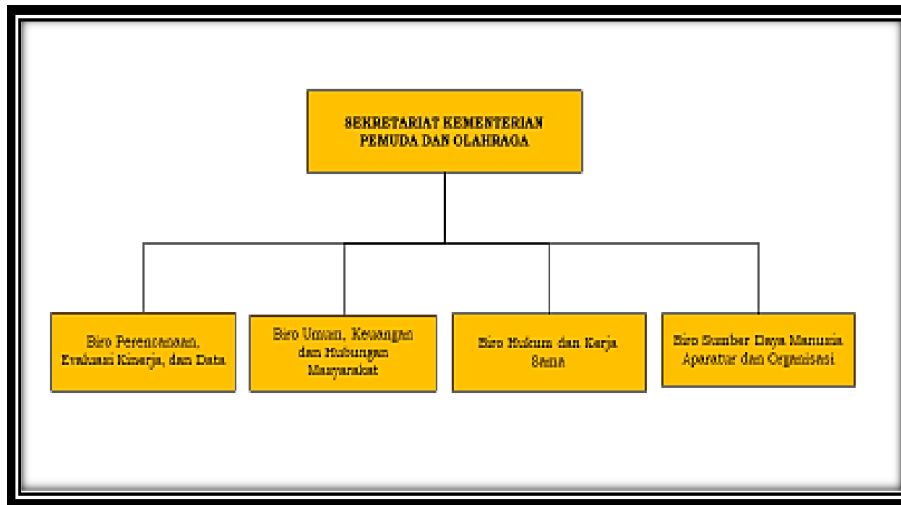 SEKRETARIAT KEMENTERIAN
PEMUDA DAN OLAHRAGA
Biro Perencanaan,
Evaluasi Kinerja, dan Data
Biro Umum, Keuangan
dan Hubungan
Masyarakat
Biro Hukum dan Kerja
Sama
Biro Sumber Daya Manusia
Aparatur dan Organisasi